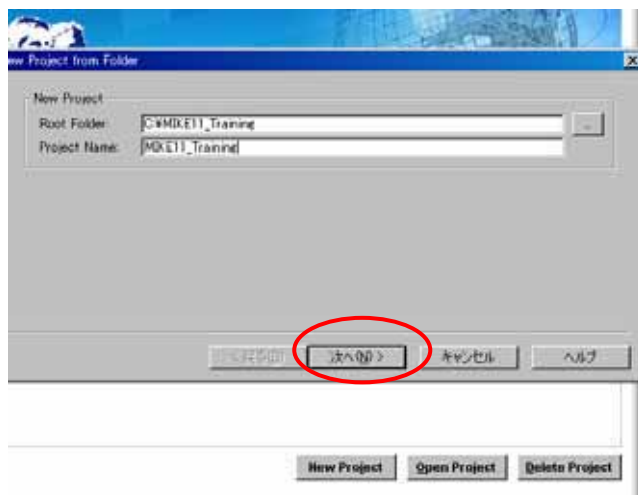 ew Project from Folder
New Project
Root Folder: C:¥MIKE11_Training ...
Project Name: MIKE11_Training
次へ(N) > キャンセル ヘルプ
New Project Open Project Delete Project